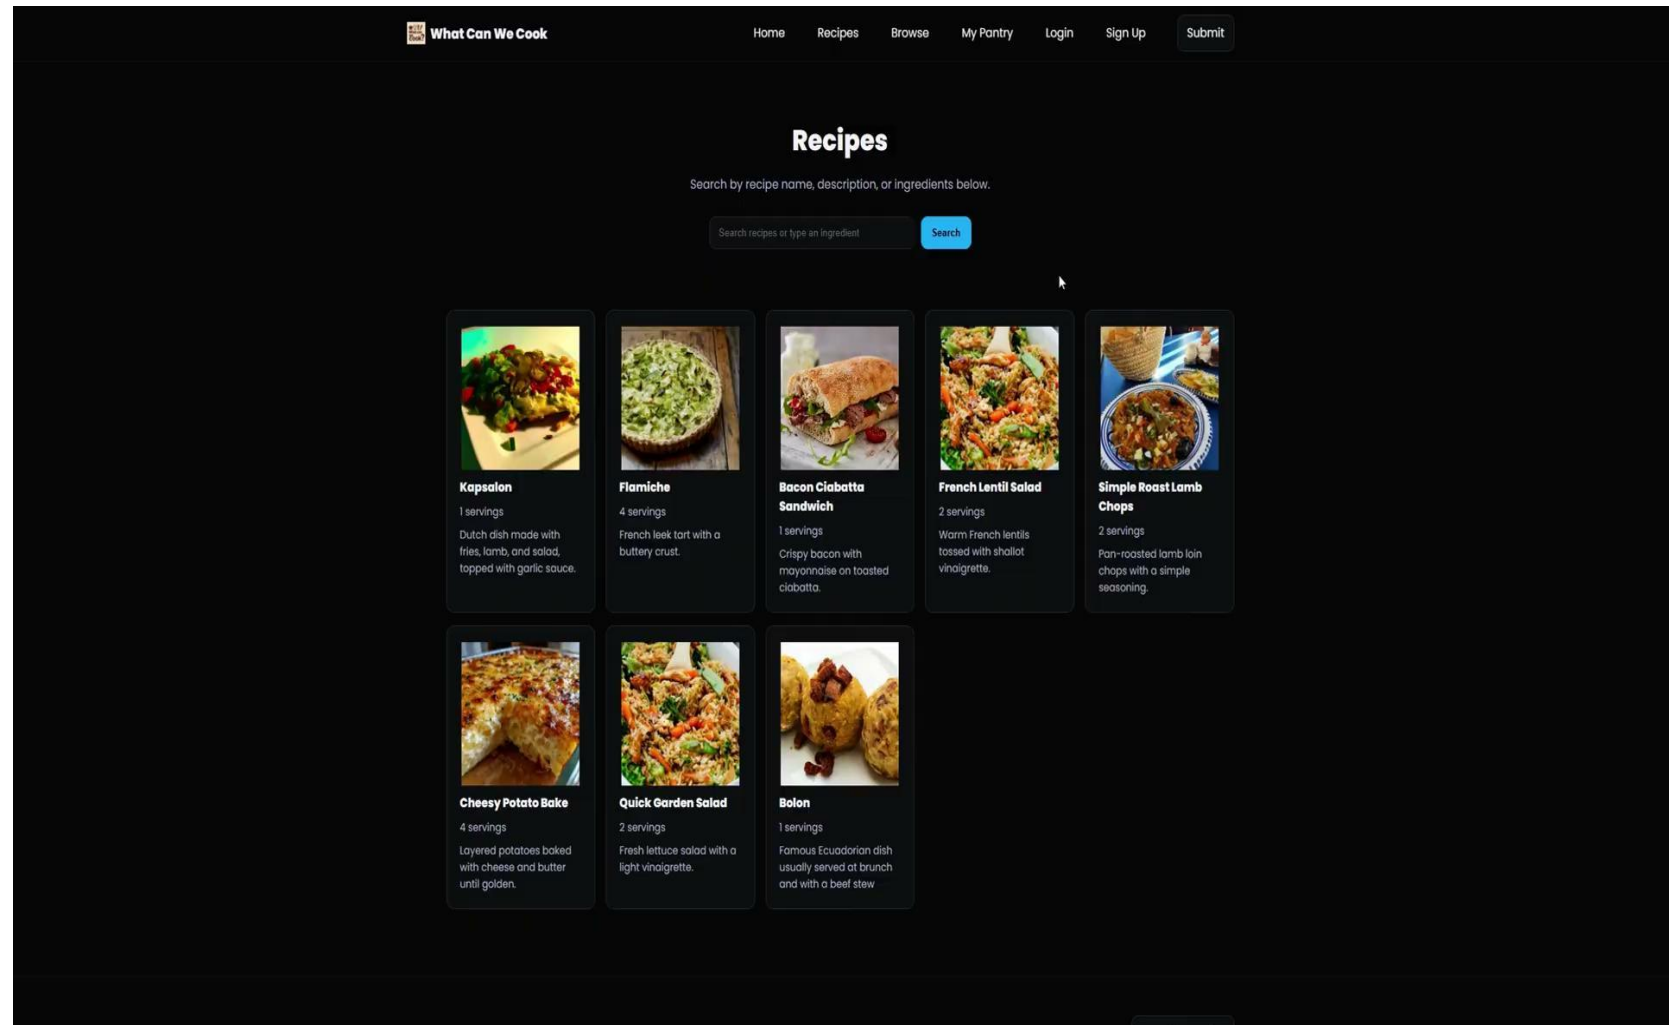 What Can We Cook
Home Recipes Browse My Pantry Login Sign Up Submit
Recipes
Search by recipe name, description, or ingredients below.
Search recipes or type an ingredient
Search
Kapsalon
1 servings
Dutch dish made with
fries, lamb, and salad,
topped with garlic sauce.
Flamiche
4 servings
French leek tart with a
buttery crust.
Bacon Ciabatta
Sandwich
1 servings
Crispy bacon with
mayonnaise on toasted
ciabatta.
French Lentil Salad
2 servings
Warm French lentils
tossed with shallot
vinaigrette.
Simple Roast Lamb
Chops
2 servings
Pan-roasted lamb loin
chops with a simple
seasoning.
Cheesy Potato Bake
4 servings
Layered potatoes baked
with cheese and butter
until golden.
Quick Garden Salad
2 servings
Fresh lettuce salad with a
light vinaigrette.
Bolon
1 servings
Famous Ecuadorian dish
usually served at brunch
and with a beef stew